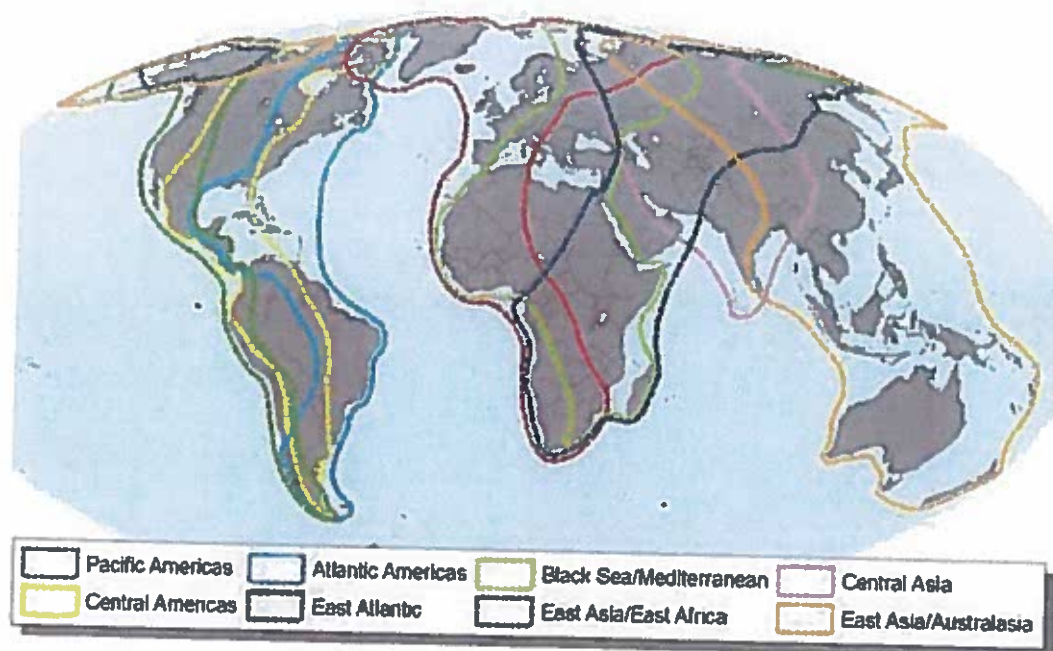 Pacific Americas
Atlantic Americas
Black Sea/Mediterranean
Central Asia
Central Americas
East Atlantic
East Asia/East Africa
East Asia/Australasia